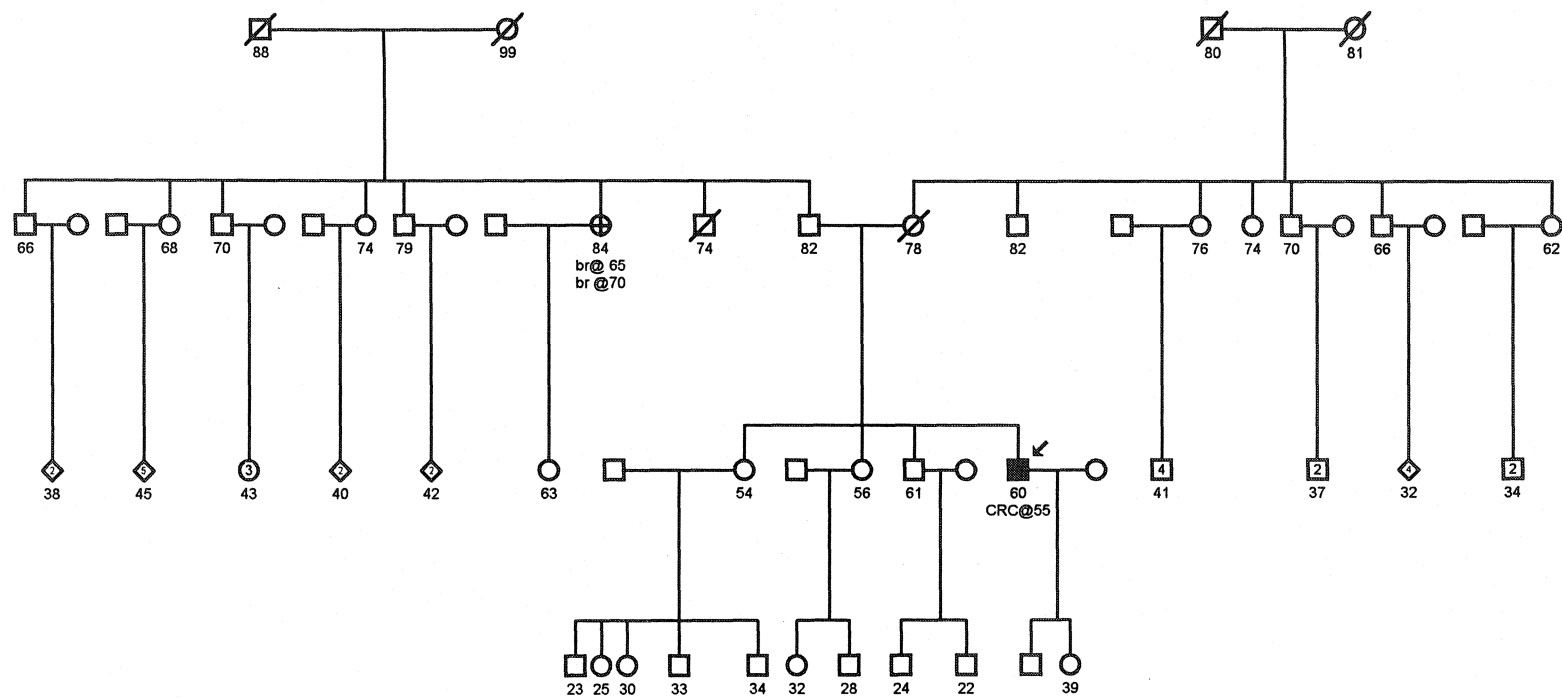 88 99 80 81
66 68 70 74 79 84 74 82 78 82 76 74 70 66 62
br@ 65
br @70
2 5 3 2 2 4 2 4 2
38 45 43 40 42 63 54 56 61 60 41 37 32 34
CRC@55
23 25 30 33 34 32 28 24 22 39